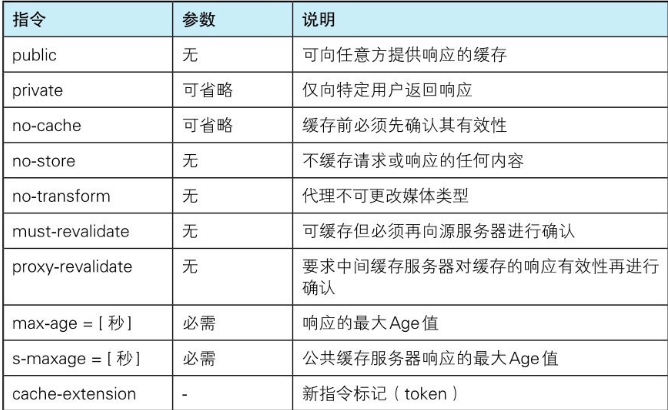 指令 参数 说明
public 无 可向任意方提供响应的缓存
private 可省略 仅向特定用户返回响应
no-cache 可省略 缓存前必须先确认其有效性
no-store 无 不缓存请求或响应的任何内容
no-transform 无 代理不可更改媒体类型
must-revalidate 无 可缓存但必须再向源服务器进行确认
proxy-revalidate 无 要求中间缓存服务器对缓存的响应有效性再进行
确认
max-age = [ 秒] 必需 响应的最大Age值
s-maxage = [ 秒] 必需 公共缓存服务器响应的最大Age值
cache-extension - 新指令标记（token）